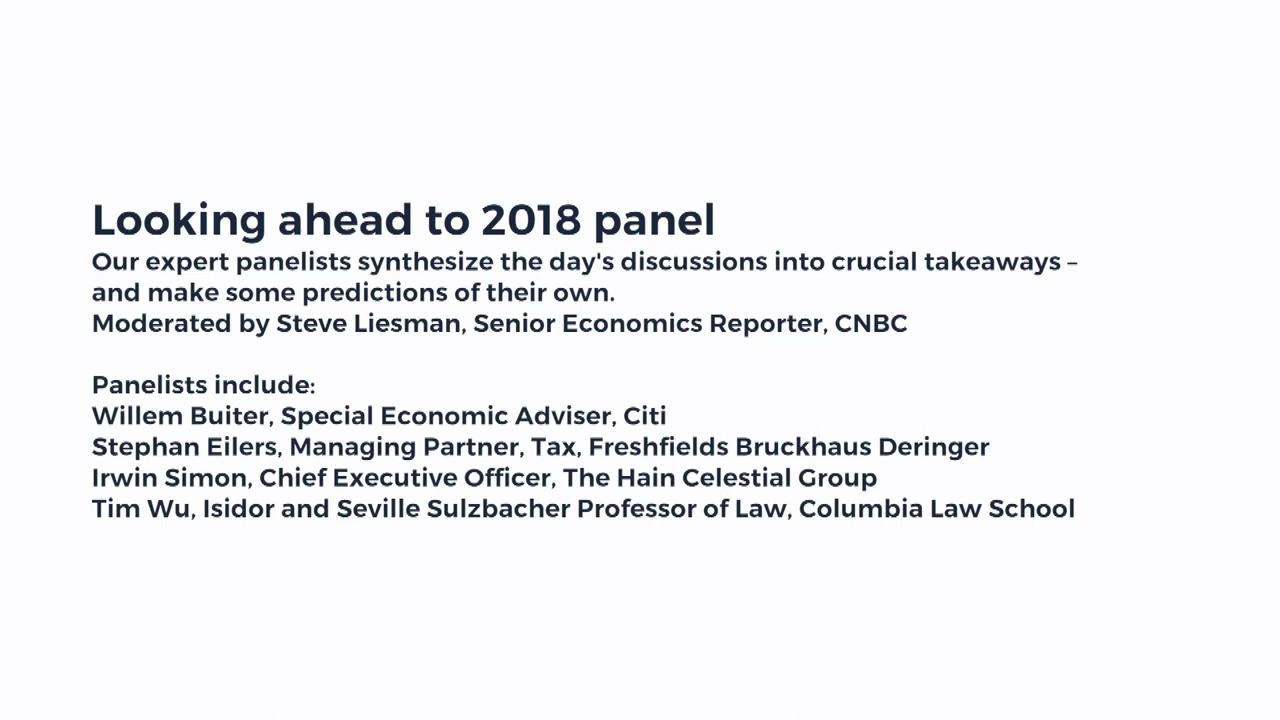 Looking ahead to 2018 panel
Our expert panelists synthesize the day's discussions into crucial takeaways –
and make some predictions of their own.
Moderated by Steve Liesman, Senior Economics Reporter, CNBC
Panelists include:
Willem Buiter, Special Economic Adviser, Citi
Stephan Eilers, Managing Partner, Tax, Freshfields Bruckhaus Deringer
Irwin Simon, Chief Executive Officer, The Hain Celestial Group
Tim Wu, Isidor and Seville Sulzbacher Professor of Law, Columbia Law School